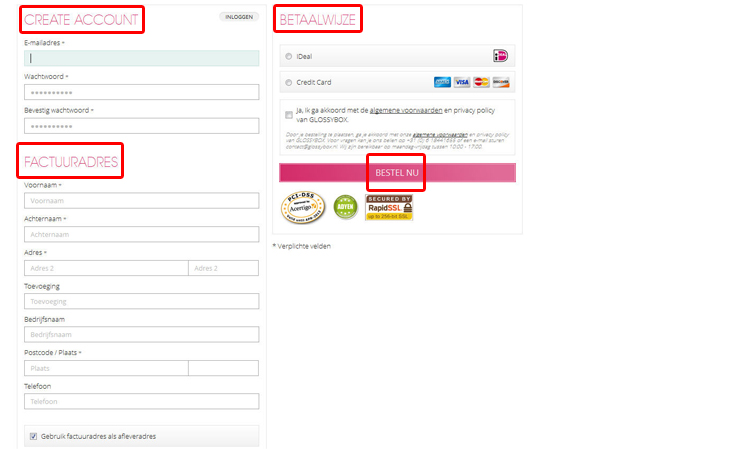 CREATE ACCOUNT
INLOGGEN
E-mailadres *
Wachtwoord *
Bevestig wachtwoord *
FACTUURADRES
Voornaam *
Voornaam
Achternaam *
Achternaam
Adres *
Adres 2
Adres 2
Toevoeging
Toevoeging
Bedrijfsnaam
Bedrijfsnaam
Postcode / Plaats *
Plaats
Telefoon
Telefoon
Gebruik factuuradres als afleveradres
BETAALWIJZE
iDeal
iD
Credit Card
VISA
Ja, ik ga akkoord met de algemene voorwaarden en privacy policy
van GLOSSYBOX.
Door je bestelling te plaatsen, ga je akkoord met onze algemene voorwaarden en privacy policy
van GLOSSYBOX. Voor vragen kan je ons bellen op +31 (0) 6 18441655 of een e-mail sturen
contact@glossybox.nl. Wij zijn bereikbaar op maandag-vrijdag tussen 10:00 - 17:00.
BESTEL NU
PCI-DSS
Acertigo
ADYEN
SECURED BY
RapidSSL
up to 256-bit SSL
* Verplichte velden